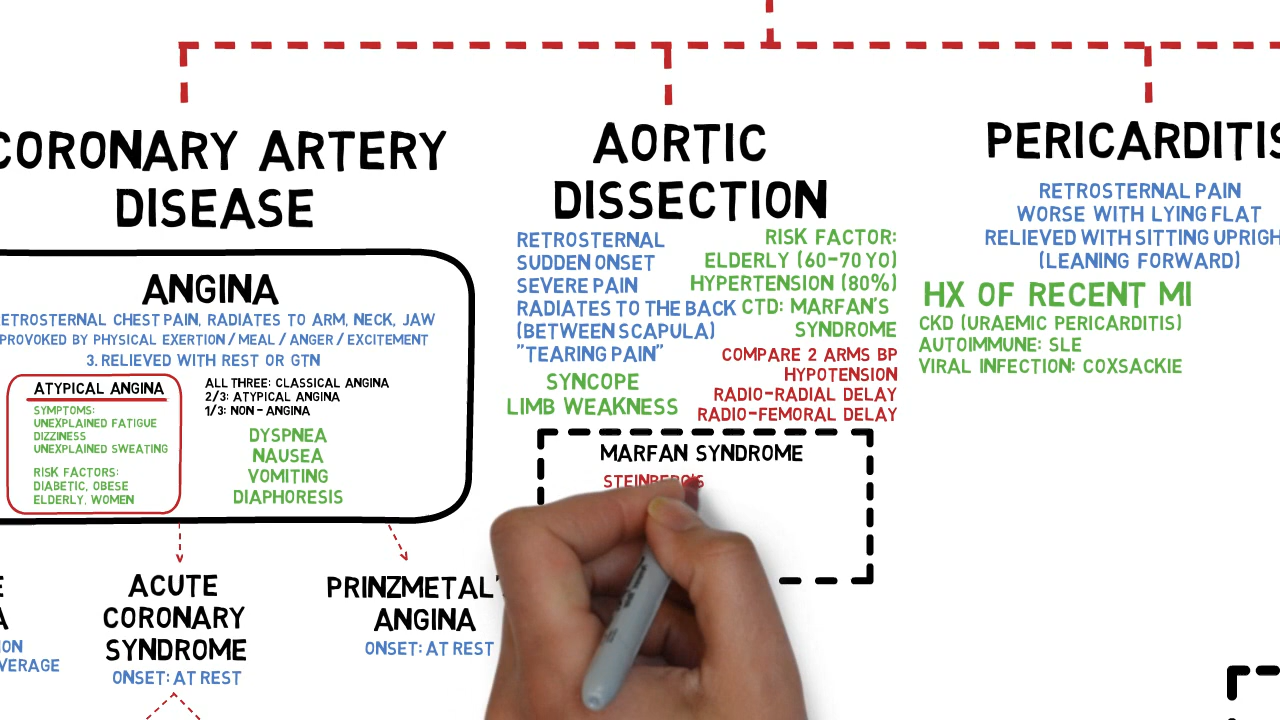 CORONARY ARTERY
DISEASE
ANGINA
RETROSTERNAL CHEST PAIN, RADIATES TO ARM, NECK, JAW
PROVOKED BY PHYSICAL EXERTION / MEAL / ANGER / EXCITEMENT
3. RELIEVED WITH REST OR GTN
ATYPICAL ANGINA
SYMPTOMS:
UNEXPLAINED FATIGUE
DIZZINESS
UNEXPLAINED SWEATING
RISK FACTORS:
DIABETIC, OBESE
ELDERLY, WOMEN
ALL THREE: CLASSICAL ANGINA
2/3: ATYPICAL ANGINA
1/3: NON - ANGINA
DYSPNEA
NAUSEA
VOMITING
DIAPHORESIS
ACUTE
CORONARY
SYNDROME
ONSET: AT REST
PRINZMETAL'
ANGINA
ONSET: AT REST
AORTIC
DISSECTION
RETROSTERNAL
SUDDEN ONSET
SEVERE PAIN
RADIATES TO THE BACK
(BETWEEN SCAPULA)
"TEARING PAIN"
SYNCOPE
LIMB WEAKNESS
RISK FACTOR:
ELDERLY (60-70 YO)
HYPERTENSION (80%)
CTD: MARFAN'S
SYNDROME
COMPARE 2 ARMS BP
HYPOTENSION
RADIO-RADIAL DELAY
RADIO-FEMORAL DELAY
MARFAN SYNDROME
STEINBERG'S
PERICARDITIS
RETROSTERNAL PAIN
WORSE WITH LYING FLAT
RELIEVED WITH SITTING UPRIGH
(LEANING FORWARD)
HX OF RECENT MI
CKD (URAEMIC PERICARDITIS)
AUTOIMMUNE: SLE
VIRAL INFECTION: COXSACKIE